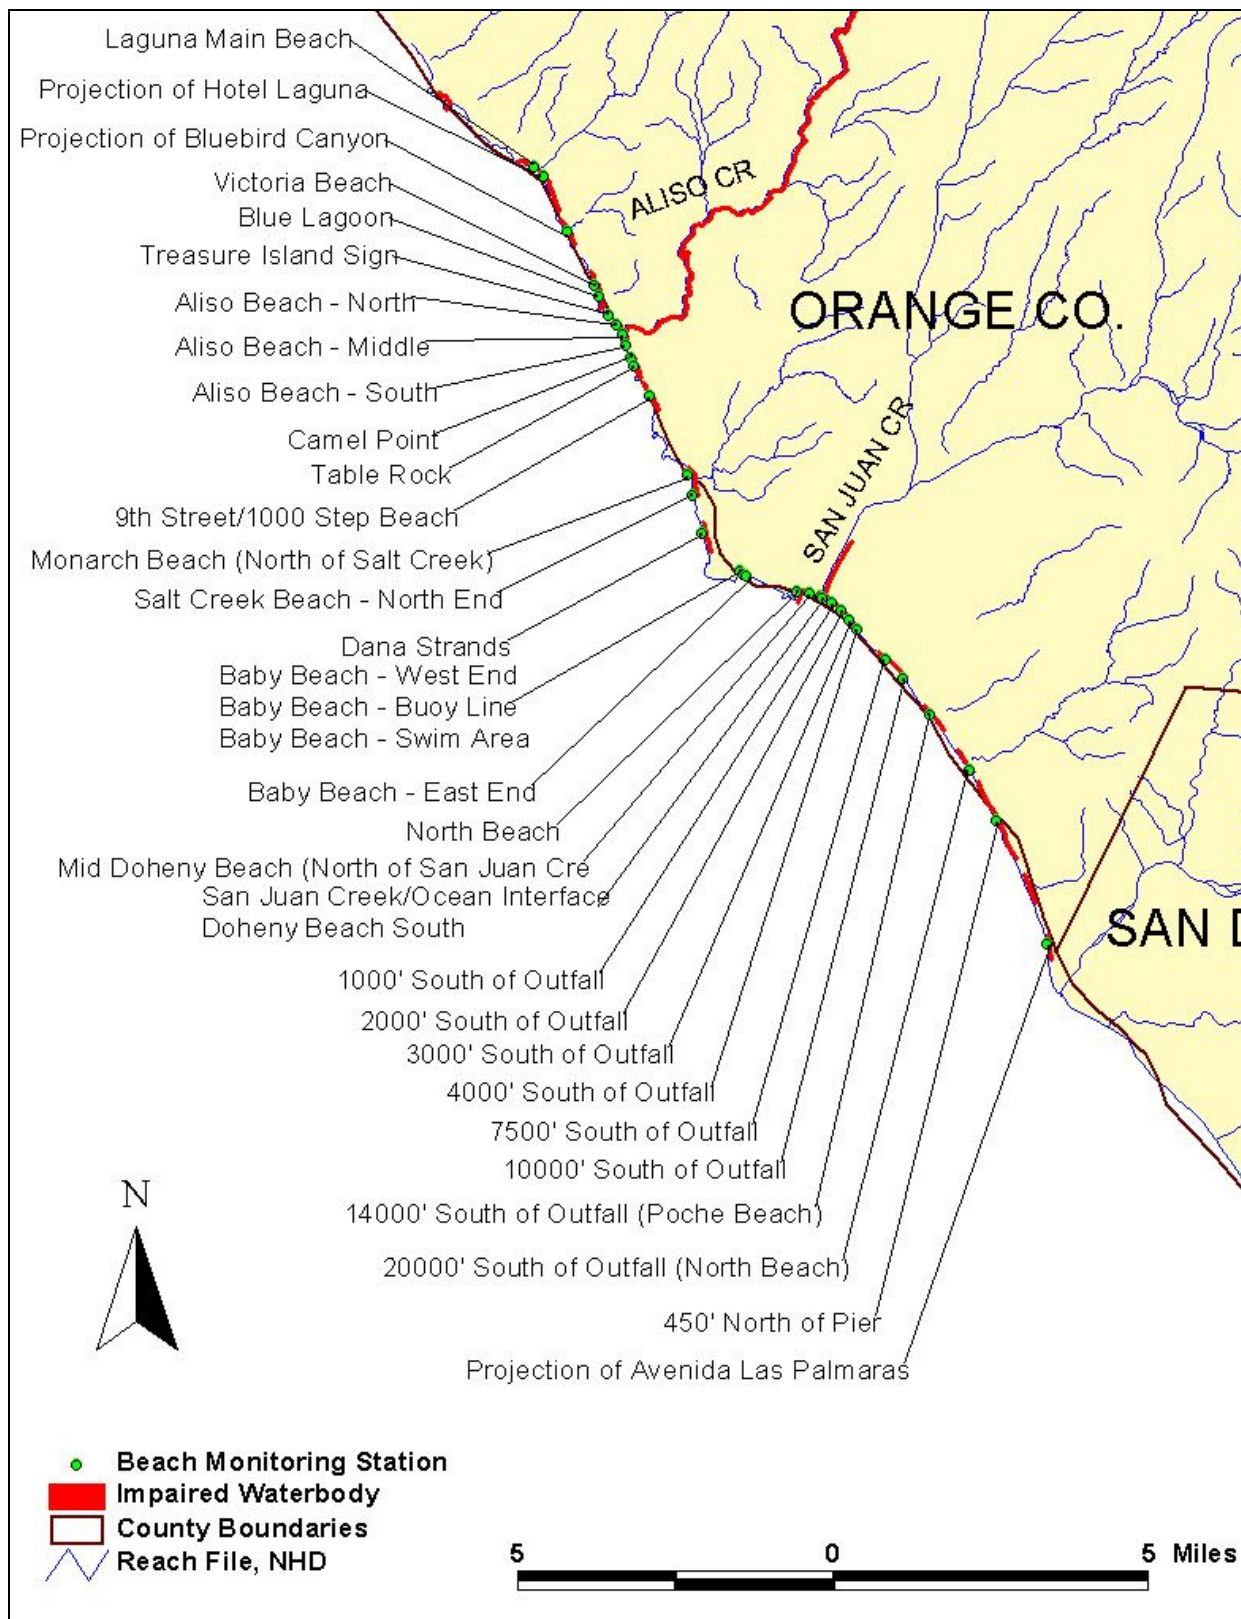 Laguna Main Beach
Projection of Hotel Laguna
Projection of Bluebird Canyon
Victoria Beach
Blue Lagoon
Treasure Island Sign
Aliso Beach - North
Aliso Beach - Middle
Aliso Beach - South
Camel Point
Table Rock
9th Street/1000 Step Beach
Monarch Beach (North of Salt Creek)
Salt Creek Beach - North End
Dana Strands
Baby Beach - West End
Baby Beach - Buoy Line
Baby Beach - Swim Area
Baby Beach - East End
North Beach
Mid Doheny Beach (North of San Juan Cre
San Juan Creek/Ocean Interface
Doheny Beach South
1000' South of Outfall
2000' South of Outfall
3000' South of Outfall
4000' South of Outfall
7500' South of Outfall
10000' South of Outfall
14000' South of Outfall (Poche Beach)
20000' South of Outfall (North Beach)
450' North of Pier
Projection of Avenida Las Palmaras
ALISO CR
ORANGE CO.
SAN JUAN CR
SAN D
N
Beach Monitoring Station
Impaired Waterbody
County Boundaries
Reach File, NHD
5 0 5 Miles